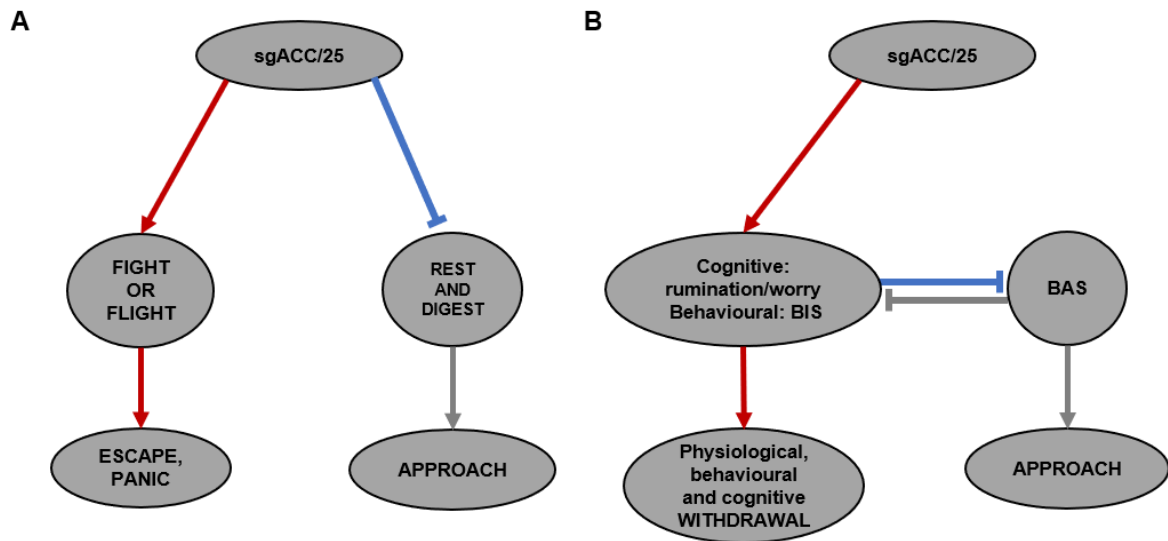 A
sgACC/25
FIGHT
OR
FLIGHT
REST
AND
DIGEST
ESCAPE,
PANIC
APPROACH
B
sgACC/25
Cognitive:
rumination/worry
Behavioural: BIS
BAS
Physiological,
behavioural
and cognitive
WITHDRAWAL
APPROACH